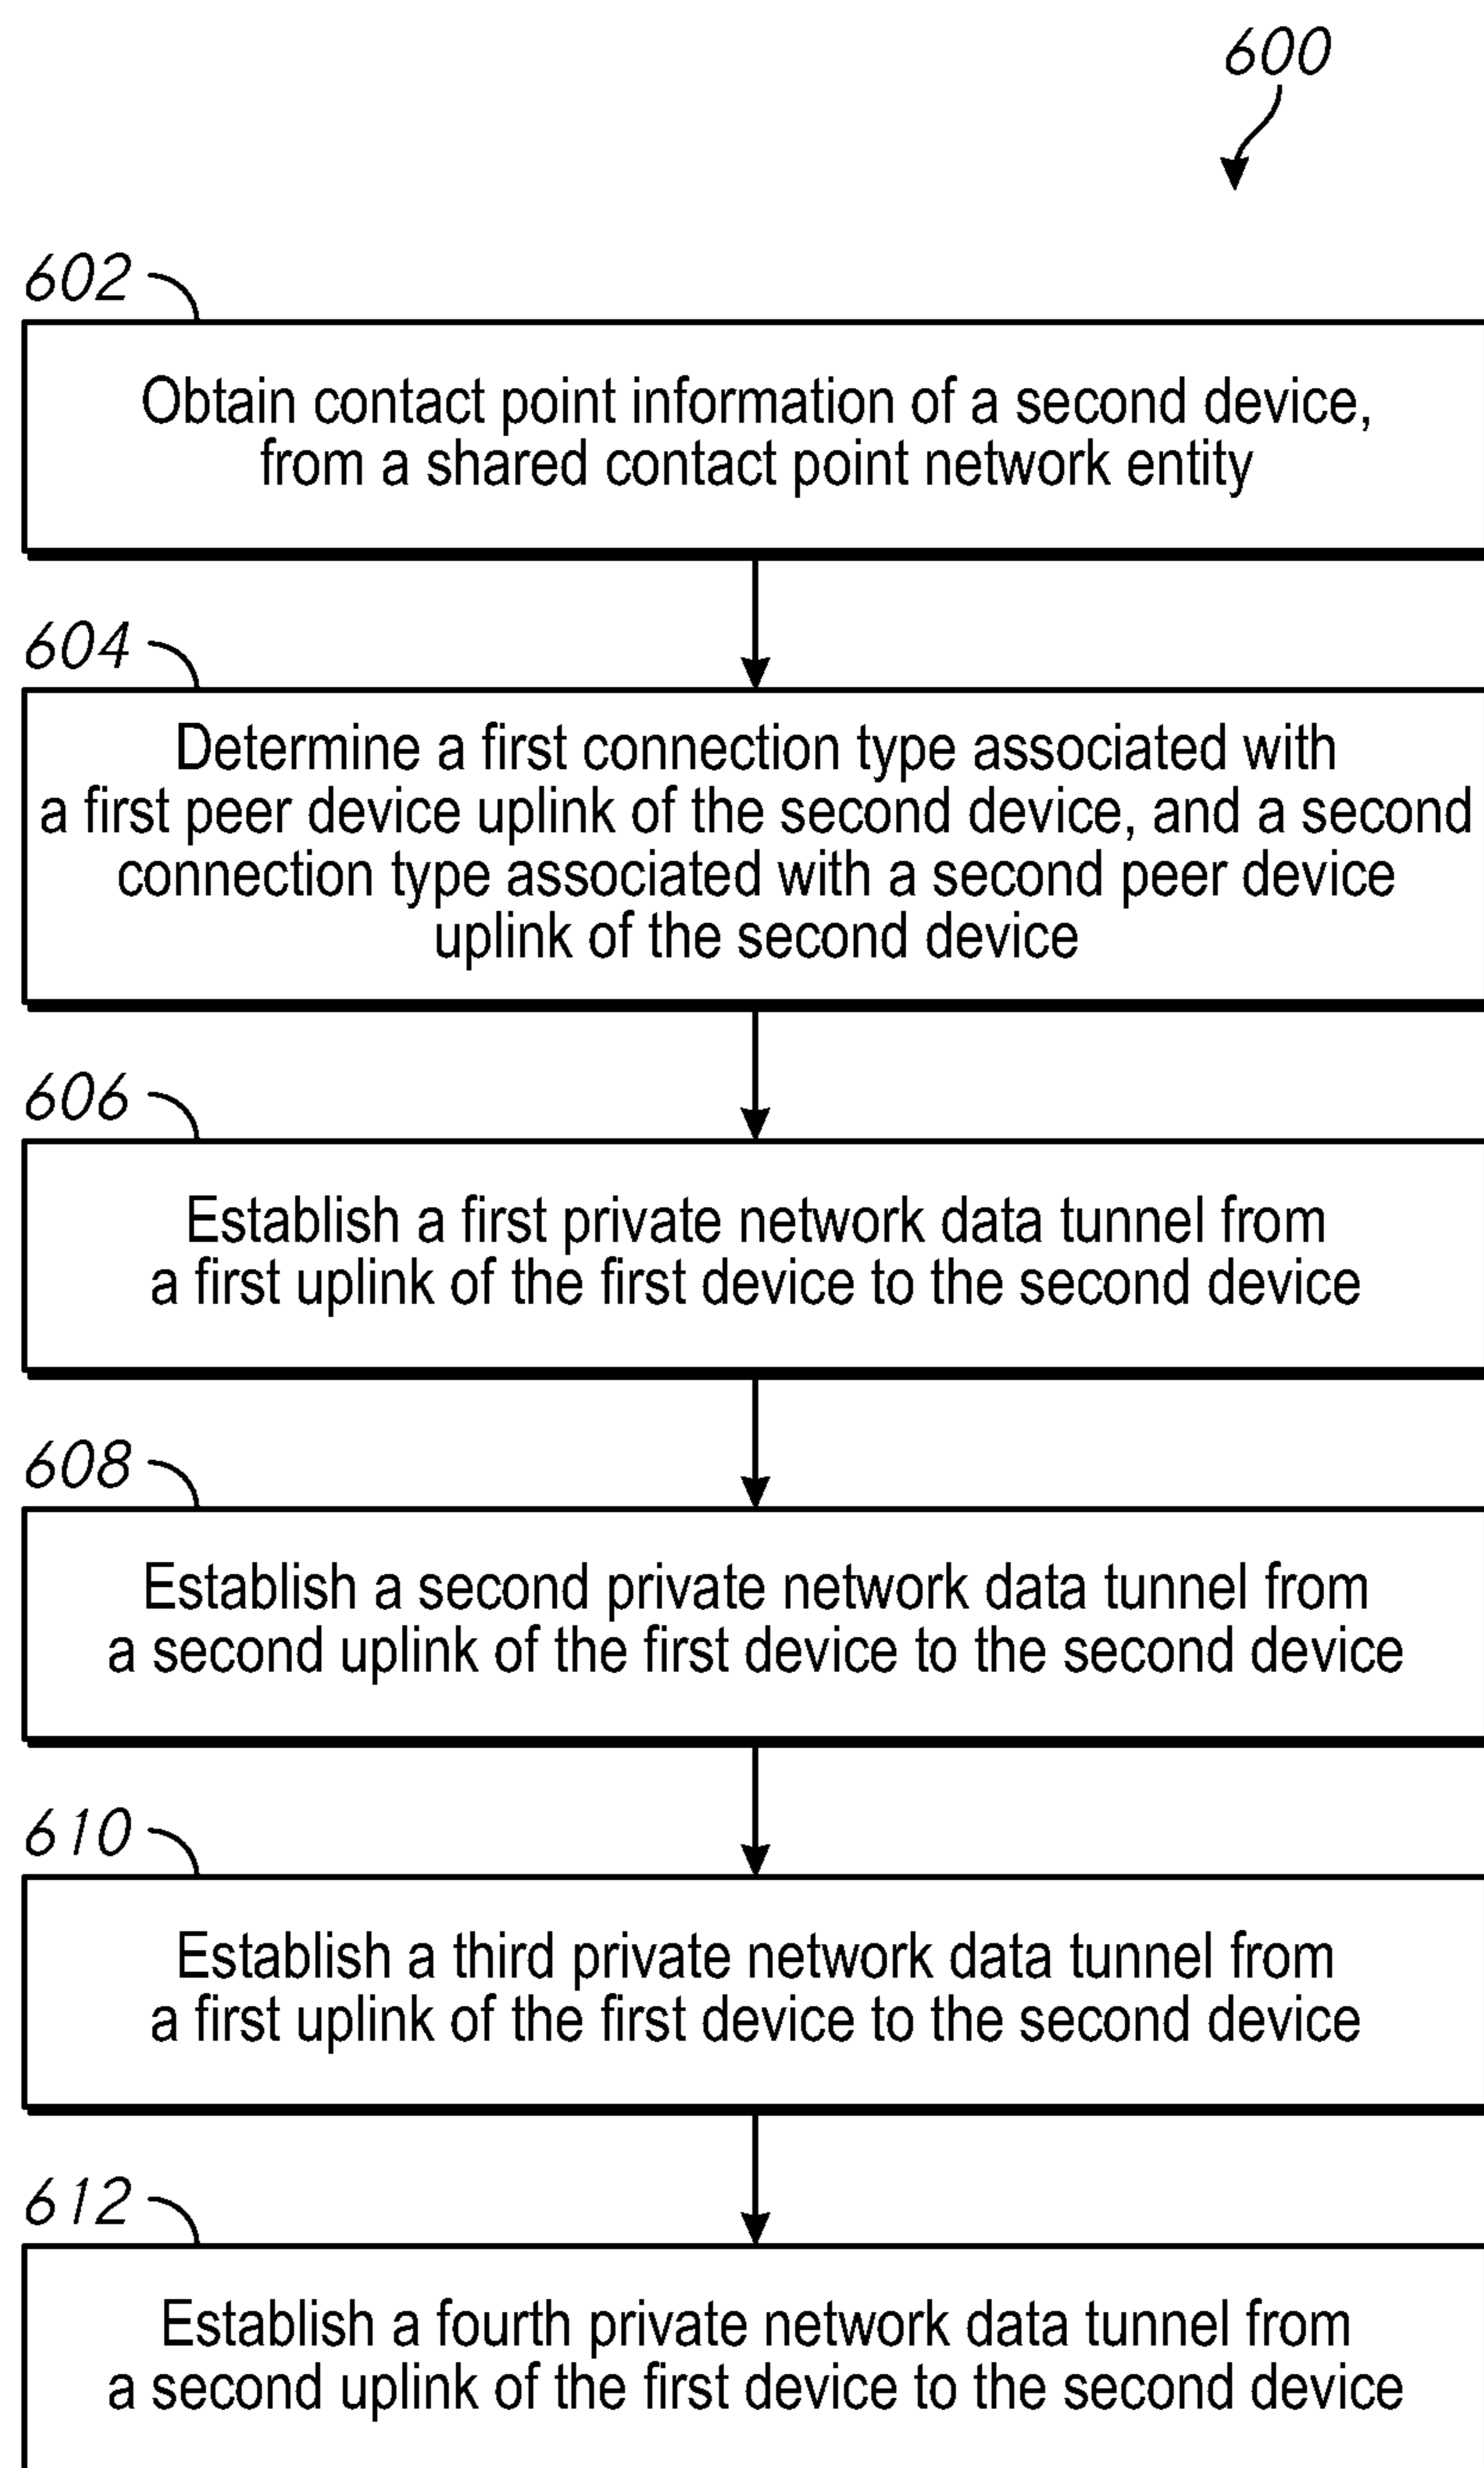 600
602
Obtain contact point information of a second device,
from a shared contact point network entity
604
Determine a first connection type associated with
a first peer device uplink of the second device, and a second
connection type associated with a second peer device
uplink of the second device
606
Establish a first private network data tunnel from
a first uplink of the first device to the second device
608
Establish a second private network data tunnel from
a second uplink of the first device to the second device
610
Establish a third private network data tunnel from
a first uplink of the first device to the second device
612
Establish a fourth private network data tunnel from
a second uplink of the first device to the second device